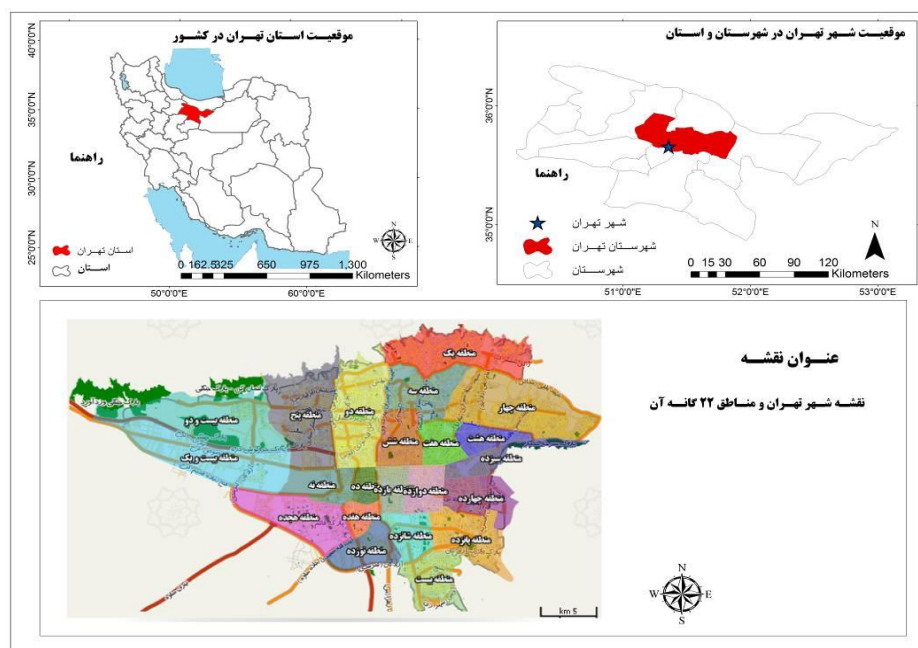 موقعیت استان تهران در کشور
40°0'0"N
35°0'0"N
30°0'0"N
25°0'0"N
راهنما
استان تهران
استان
N
W E
S
0 162.5 325 650 975 1,300
Kilometers
50°0'0"E 60°0'0"E
موقعیت شهر تهران در شهرستان و استان
36°0'0"N
35°0'0"N
راهنما
شهر تهران
شهرستان تهران
شهرستان
N
0 15 30 60 90 120
Kilometers
51°0'0"E 52°0'0"E 53°0'0"E
عنوان نقشه
نقشه شهر تهران و مناطق ۲۲ گانه آن
منطقه یک
منطقه سه
منطقه چهار
منطقه دو
منطقه پنج
منطقه بیست و دو
منطقه هشت
منطقه هفت
منطقه شش
منطقه سیزده
منطقه بیست و یک
منطقه نه
منطقه ده
منطقه یازده
منطقه دوازده
منطقه چهارده
منطقه هجده
منطقه هفده
منطقه شانزده
منطقه پانزده
منطقه نوزده
منطقه بیست
km 5
N
W E
S